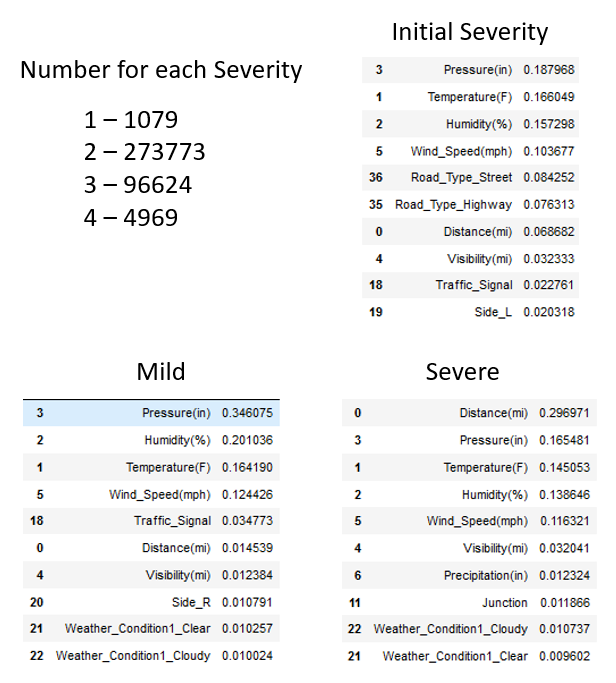 Number for each Severity
1 – 1079
2 – 273773
3 – 96624
4 – 4969
Initial Severity
3 Pressure(in) 0.187968
1 Temperature(F) 0.166049
2 Humidity(%) 0.157298
5 Wind_Speed(mph) 0.103677
36 Road_Type_Street 0.084252
35 Road_Type_Highway 0.076313
0 Distance(mi) 0.068682
4 Visibility(mi) 0.032333
18 Traffic_Signal 0.022761
19 Side_L 0.020318
Mild
3 Pressure(in) 0.346075
2 Humidity(%) 0.201036
1 Temperature(F) 0.164190
5 Wind_Speed(mph) 0.124426
18 Traffic_Signal 0.034773
0 Distance(mi) 0.014539
4 Visibility(mi) 0.012384
20 Side_R 0.010791
21 Weather_Condition1_Clear 0.010257
22 Weather_Condition1_Cloudy 0.010024
Severe
0 Distance(mi) 0.296971
3 Pressure(in) 0.165481
1 Temperature(F) 0.145053
2 Humidity(%) 0.138646
5 Wind_Speed(mph) 0.116321
4 Visibility(mi) 0.032041
6 Precipitation(in) 0.012324
11 Junction 0.011866
22 Weather_Condition1_Cloudy 0.010737
21 Weather_Condition1_Clear 0.009602